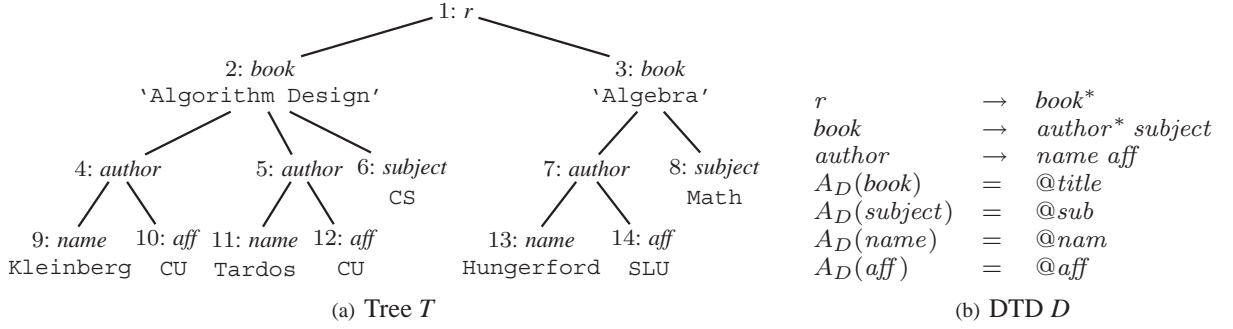 1: r
2: book
3: book
'Algorithm Design'
'Algebra'
4: author
5: author
6: subject
CS
7: author
8: subject
Math
9: name
10: aff
11: name
12: aff
Kleinberg
CU
Tardos
CU
13: name
14: aff
Hungerford
SLU
(a) Tree T
r → book*
book → author* subject
author → name aff
A_D(book) = @title
A_D(subject) = @sub
A_D(name) = @nam
A_D(aff) = @aff
(b) DTD D